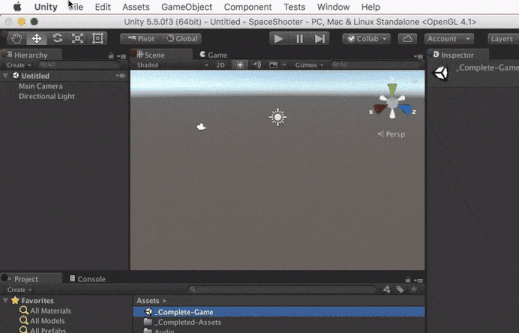 Unity File Edit Assets GameObject Component Tests Window Help
Unity 5.5.0f3 (64bit) - Untitled - SpaceShooter - PC, Mac & Linux Standalone <OpenGL 4.1>
Pivot Global Collab Account Layers
Hierarchy Scene Game Inspector
Create Shaded 2D Gizmos _Complete-Game
Untitled
Main Camera
Directional Light
x z
Persp
Project Console
Create
Favorites Assets
All Materials _Complete-Game
All Models _Completed-Assets
All Prefabs Audio